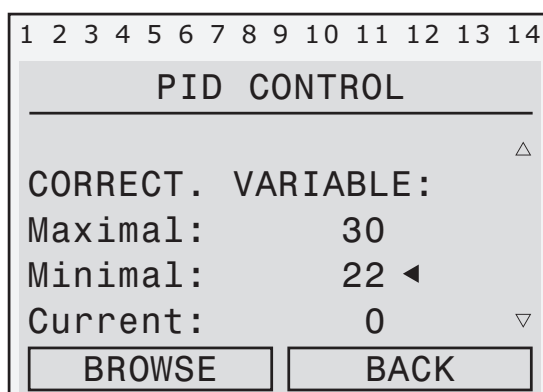 1 2 3 4 5 6 7 8 9 10 11 12 13 14
PID CONTROL
CORRECT. VARIABLE:
Maximal: 30
Minimal: 22
Current: 0
BROWSE BACK